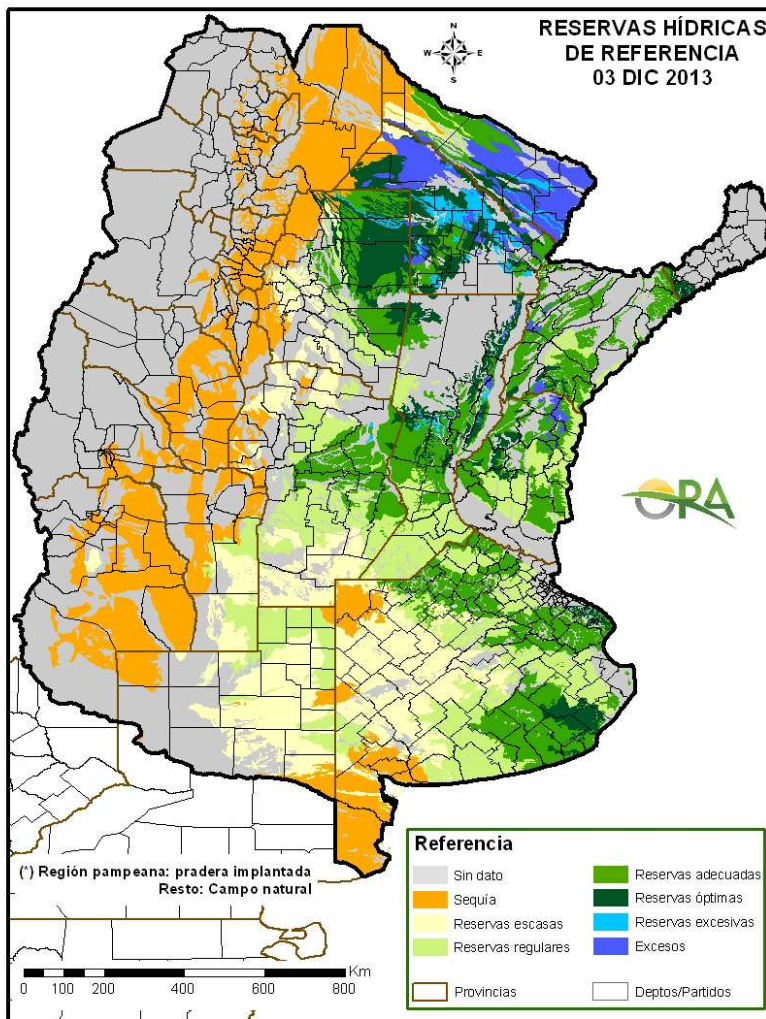 RESERVAS HÍDRICAS
DE REFERENCIA
03 DIC 2013
N
W E
S
OPA
(*) Región pampeana: pradera implantada
Resto: Campo natural
0 100 200 400 600 800 Km
Referencia
Sin dato
Sequía
Reservas escasas
Reservas regulares
Reservas adecuadas
Reservas óptimas
Reservas excesivas
Excesos
Provincias
Deptos/Partidos